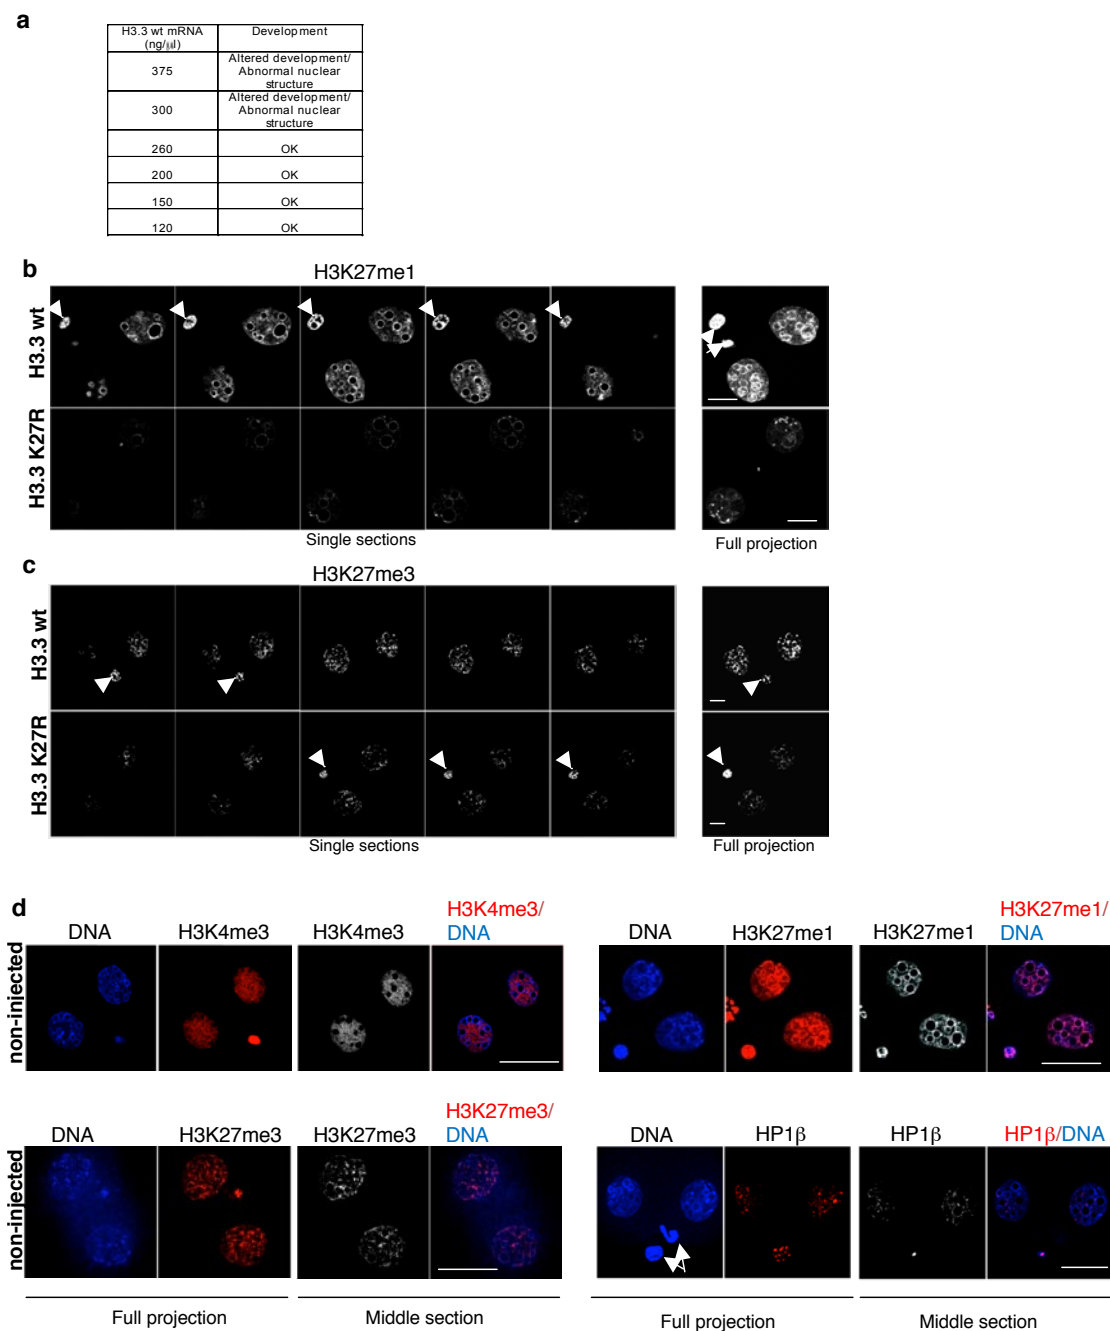 a
H3.3 wt mRNA
(ng/μl)
Development
375
Altered development/
Abnormal nuclear
structure
300
Altered development/
Abnormal nuclear
structure
260
OK
200
OK
150
OK
120
OK
b
H3K27me1
H3.3 wt
H3.3 K27R
Single sections
Full projection
c
H3K27me3
H3.3 wt
H3.3 K27R
Single sections
Full projection
d
non-injected
DNA
H3K4me3
H3K4me3
H3K4me3/
DNA
DNA
H3K27me1
H3K27me1
H3K27me1/
DNA
non-injected
DNA
H3K27me3
H3K27me3
H3K27me3/
DNA
DNA
HP1β
HP1β
HP1β/DNA
Full projection
Middle section
Full projection
Middle section